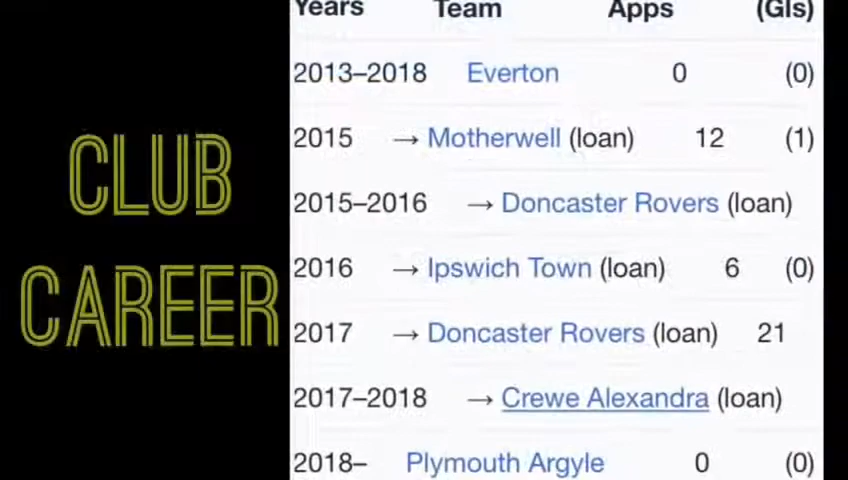 CLUB
CAREER
Years Team Apps (Gls)
2013–2018 Everton 0 (0)
2015 → Motherwell (loan) 12 (1)
2015–2016 → Doncaster Rovers (loan)
2016 → Ipswich Town (loan) 6 (0)
2017 → Doncaster Rovers (loan) 21
2017–2018 → Crewe Alexandra (loan)
2018– Plymouth Argyle 0 (0)